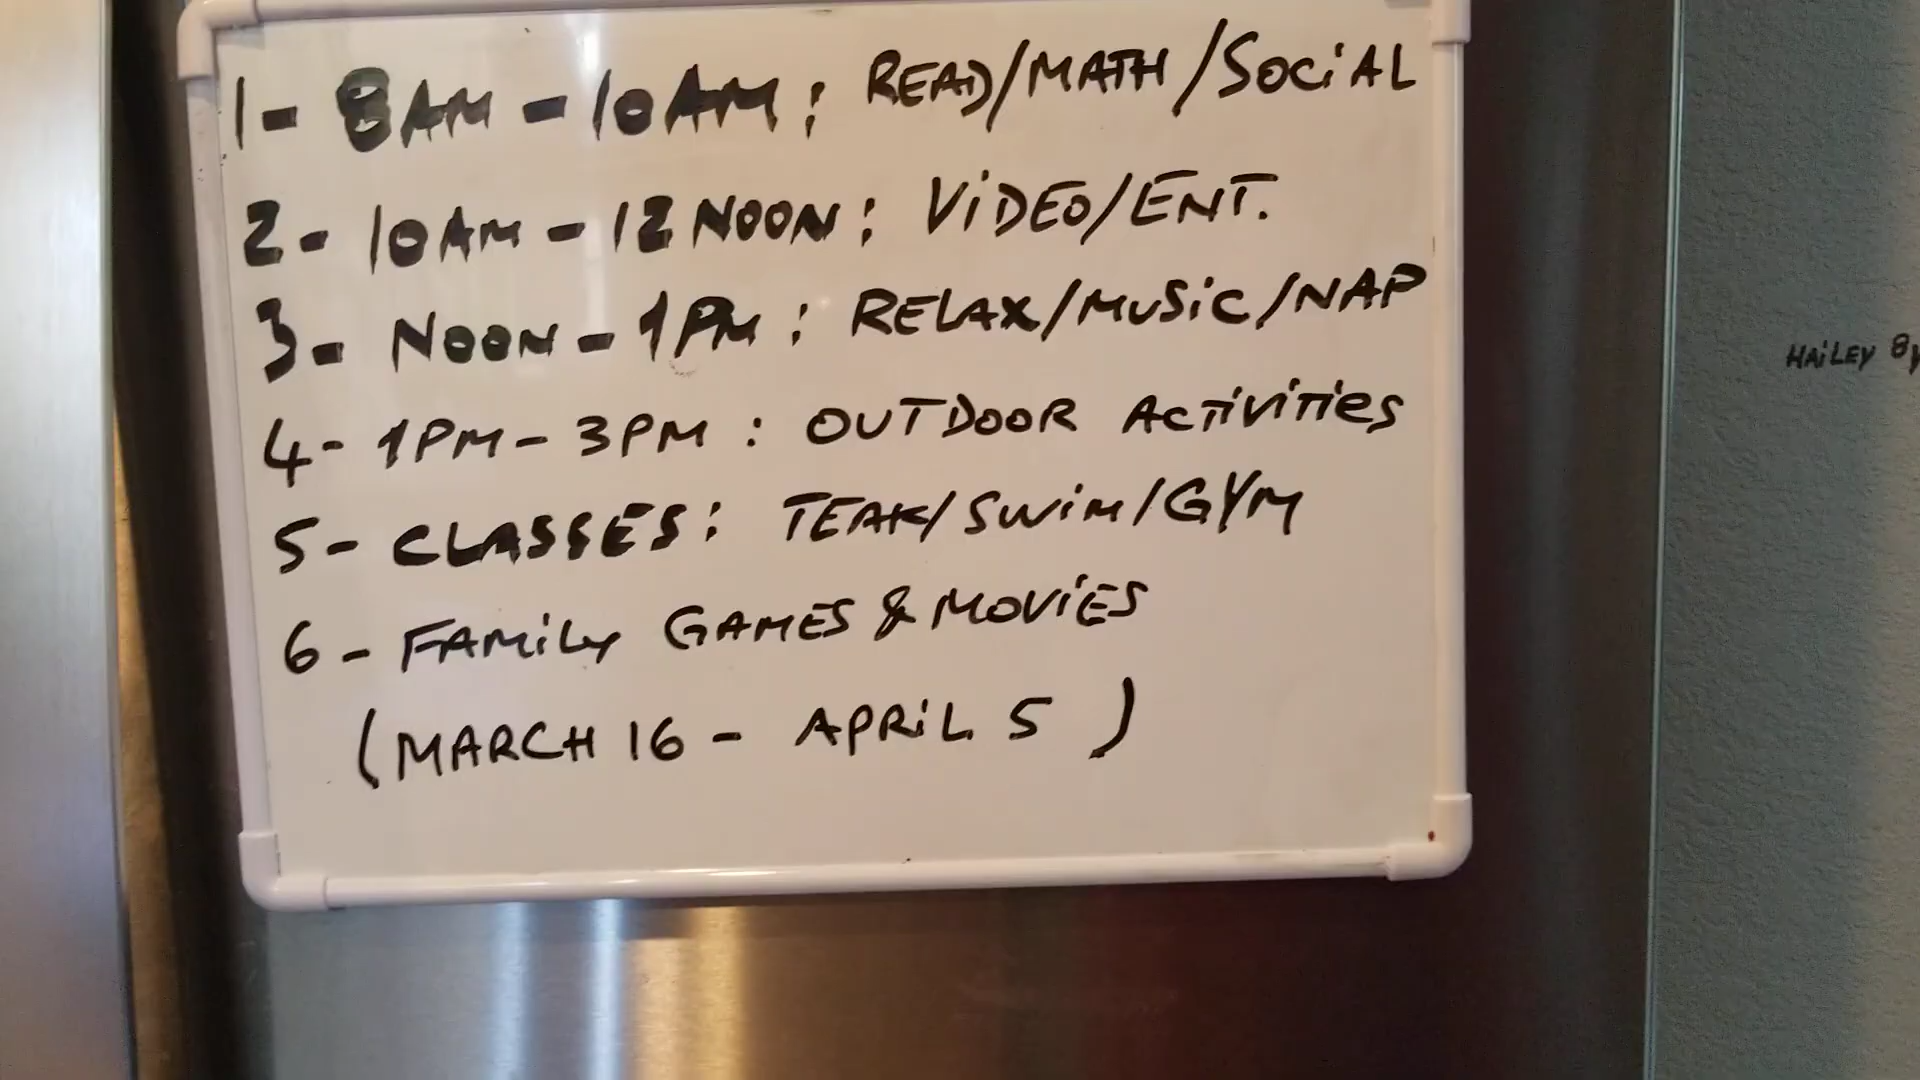 1- 8AM - 10AM: READ/MATH/SOCiAL
2- 10AM - 12 NOON: ViDEO/ENT.
3- NOON - 1PM: RELAX/MUSiC/NAP
4- 1PM - 3PM: OUTDOOR ACTiViTiES
5- CLASSES: TEAK/SWiM/GYM
6- FAMiLY GAMES & MOViES
(MARCH 16 - APRiL 5)
HAiLEY 8y